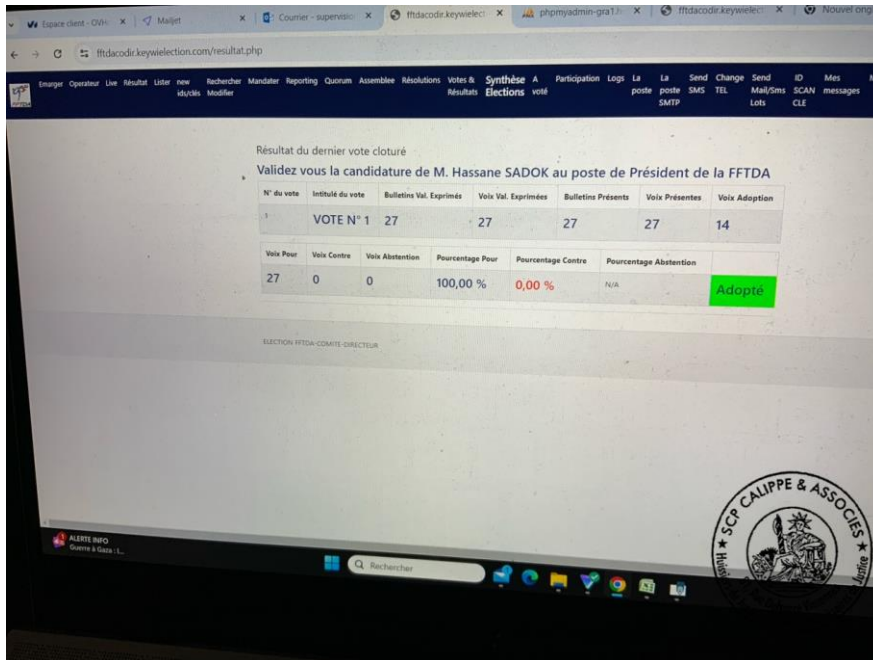 Espace client - OVHc
Mailjet
Courrier - supervisio
fftdacodir.keywielect
phpmyadmin-gra1.h
fftdacodir.keywielect
Nouvel ong
fftdacodir.keywielection.com/resultat.php
Emarger Operateur Live Résultat Lister new ids/clés Rechercher Modifier Mandater Reporting Quorum Assemblee Résolutions Votes & Résultats Synthèse Elections A voté Participation Logs La poste La poste SMTP Send SMS Change TEL Send Mail/Sms Lots ID SCAN CLE Mes messages
Résultat du dernier vote cloturé
Validez vous la candidature de M. Hassane SADOK au poste de Président de la FFTDA
N° du vote Intitulé du vote Bulletins Val. Exprimés Voix Val. Exprimées Bulletins Présents Voix Présentes Voix Adoption
1 VOTE N° 1 27 27 27 27 14
Voix Pour Voix Contre Voix Abstention Pourcentage Pour Pourcentage Contre Pourcentage Abstention
27 0 0 100,00 % 0,00 % N/A Adopté
ELECTION FFTDA-COMITE-DIRECTEUR
SCP CALIPPE & ASSOCIES
Justice
ALERTE INFO
Guerre à Gaza : l...
Rechercher